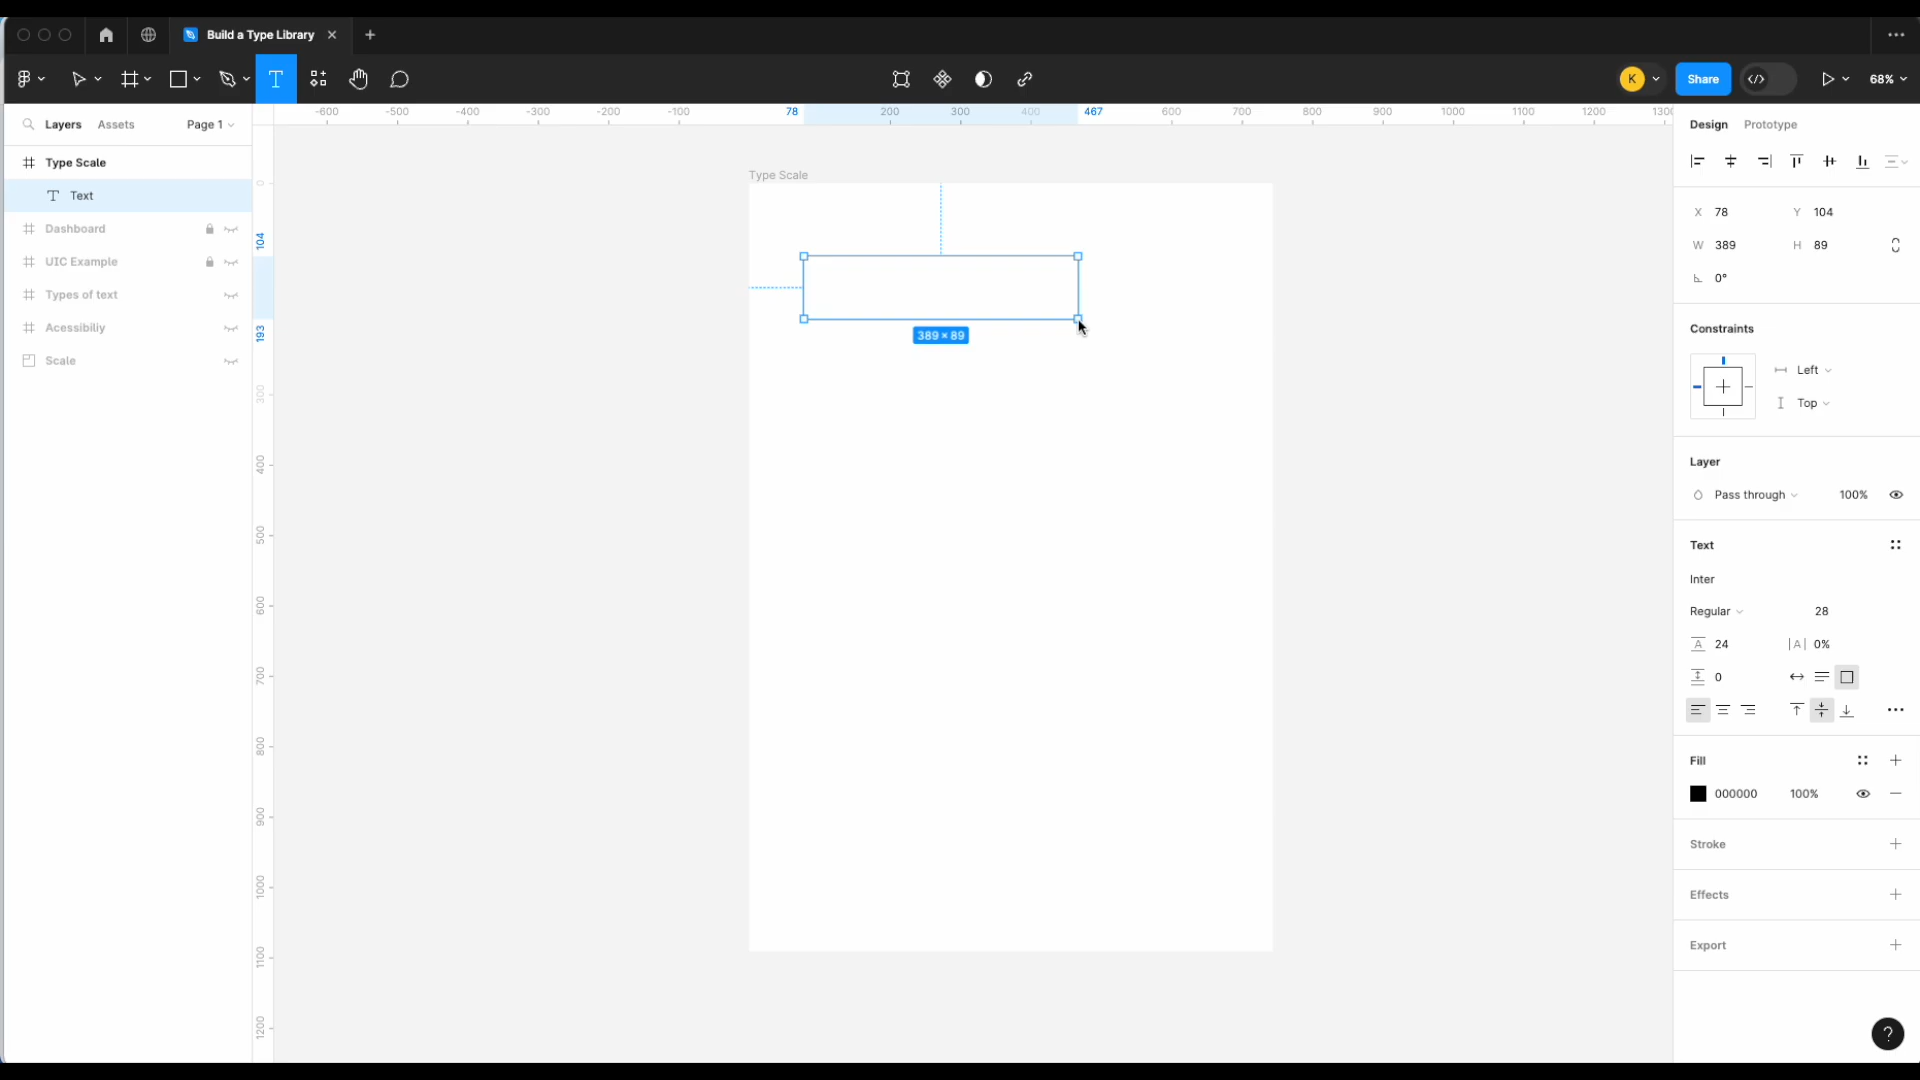 Build a Type Library
K
Share
68%
Layers
Assets
Page 1
-600
-500
-400
-300
-200
-100
78
200
300
400
467
600
700
800
900
1000
1100
1200
1300
Design
Prototype
Type Scale
Text
Dashboard
UIC Example
Types of text
Acessibiliy
Scale
0
104
193
300
400
500
600
700
800
900
1000
1100
1200
Type Scale
389 × 89
X 78
Y 104
W 389
H 89
0°
Constraints
Left
Top
Layer
Pass through
100%
Text
Inter
Regular
28
A 24
|A| 0%
0
Fill
000000
100%
Stroke
Effects
Export
?